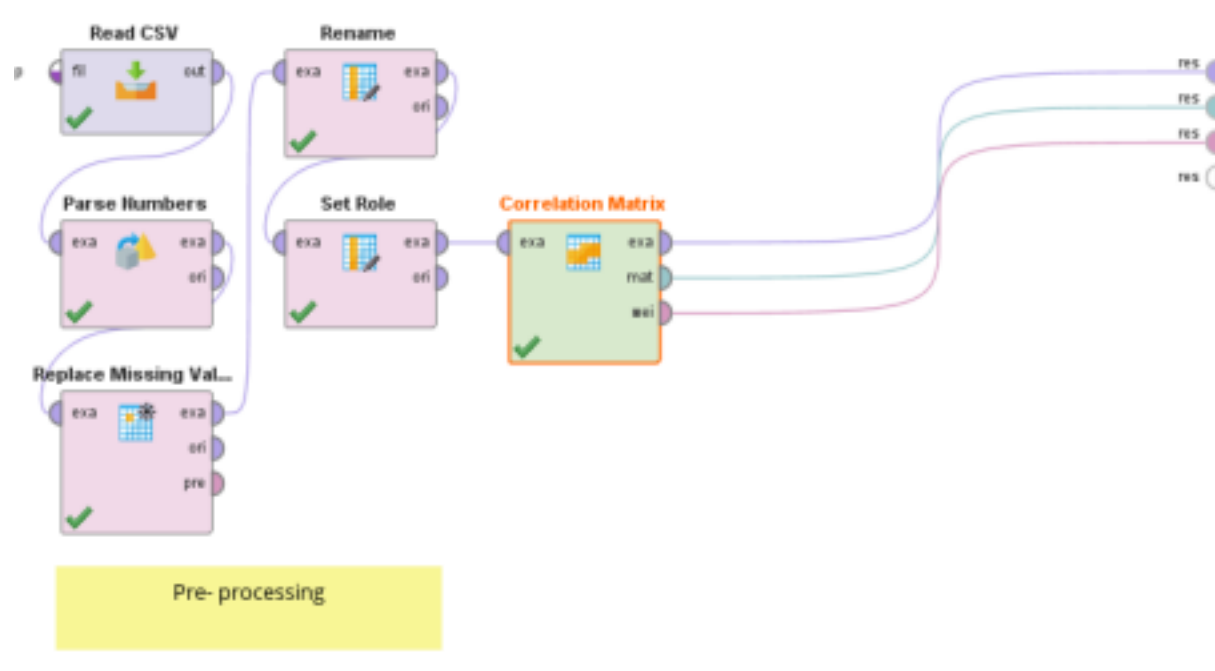 Read CSV
Rename
fil
out
exa
exa
ori
res
res
res
res
Parse Numbers
Set Role
Correlation Matrix
exa
exa
ori
exa
exa
ori
exa
exa
mat
wei
Replace Missing Val...
exa
exa
ori
pre
Pre- processing